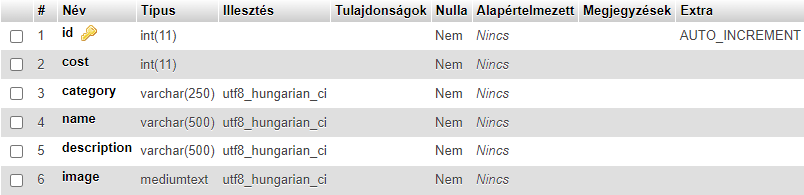 # Név Típus Illesztés Tulajdonságok Nulla Alapértelmezett Megjegyzések Extra
1 id int(11) Nem Nincs AUTO_INCREMENT
2 cost int(11) Nem Nincs
3 category varchar(250) utf8_hungarian_ci Nem Nincs
4 name varchar(500) utf8_hungarian_ci Nem Nincs
5 description varchar(500) utf8_hungarian_ci Nem Nincs
6 image mediumtext utf8_hungarian_ci Nem Nincs